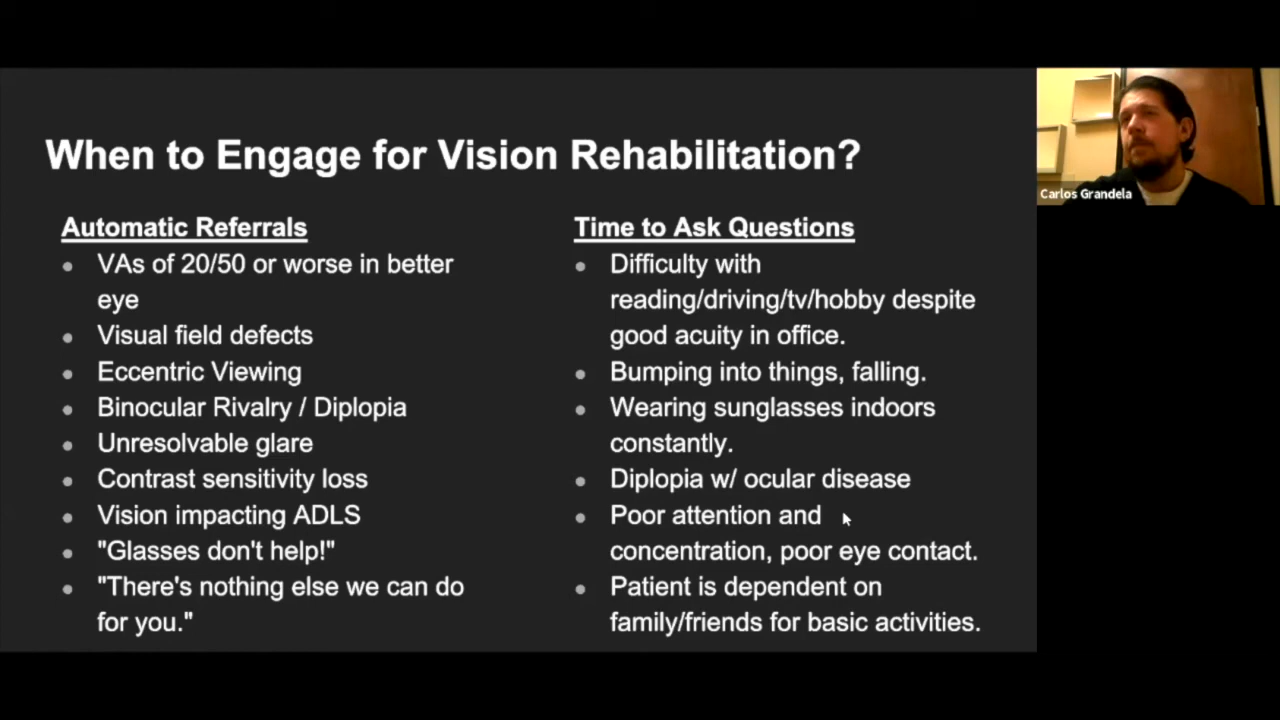 When to Engage for Vision Rehabilitation?
Automatic Referrals
VAs of 20/50 or worse in better
eye
Visual field defects
Eccentric Viewing
Binocular Rivalry / Diplopia
Unresolvable glare
Contrast sensitivity loss
Vision impacting ADLS
"Glasses don't help!"
"There's nothing else we can do
for you."
Time to Ask Questions
Difficulty with
reading/driving/tv/hobby despite
good acuity in office.
Bumping into things, falling.
Wearing sunglasses indoors
constantly.
Diplopia w/ ocular disease
Poor attention and
concentration, poor eye contact.
Patient is dependent on
family/friends for basic activities.
Carlos Grandela